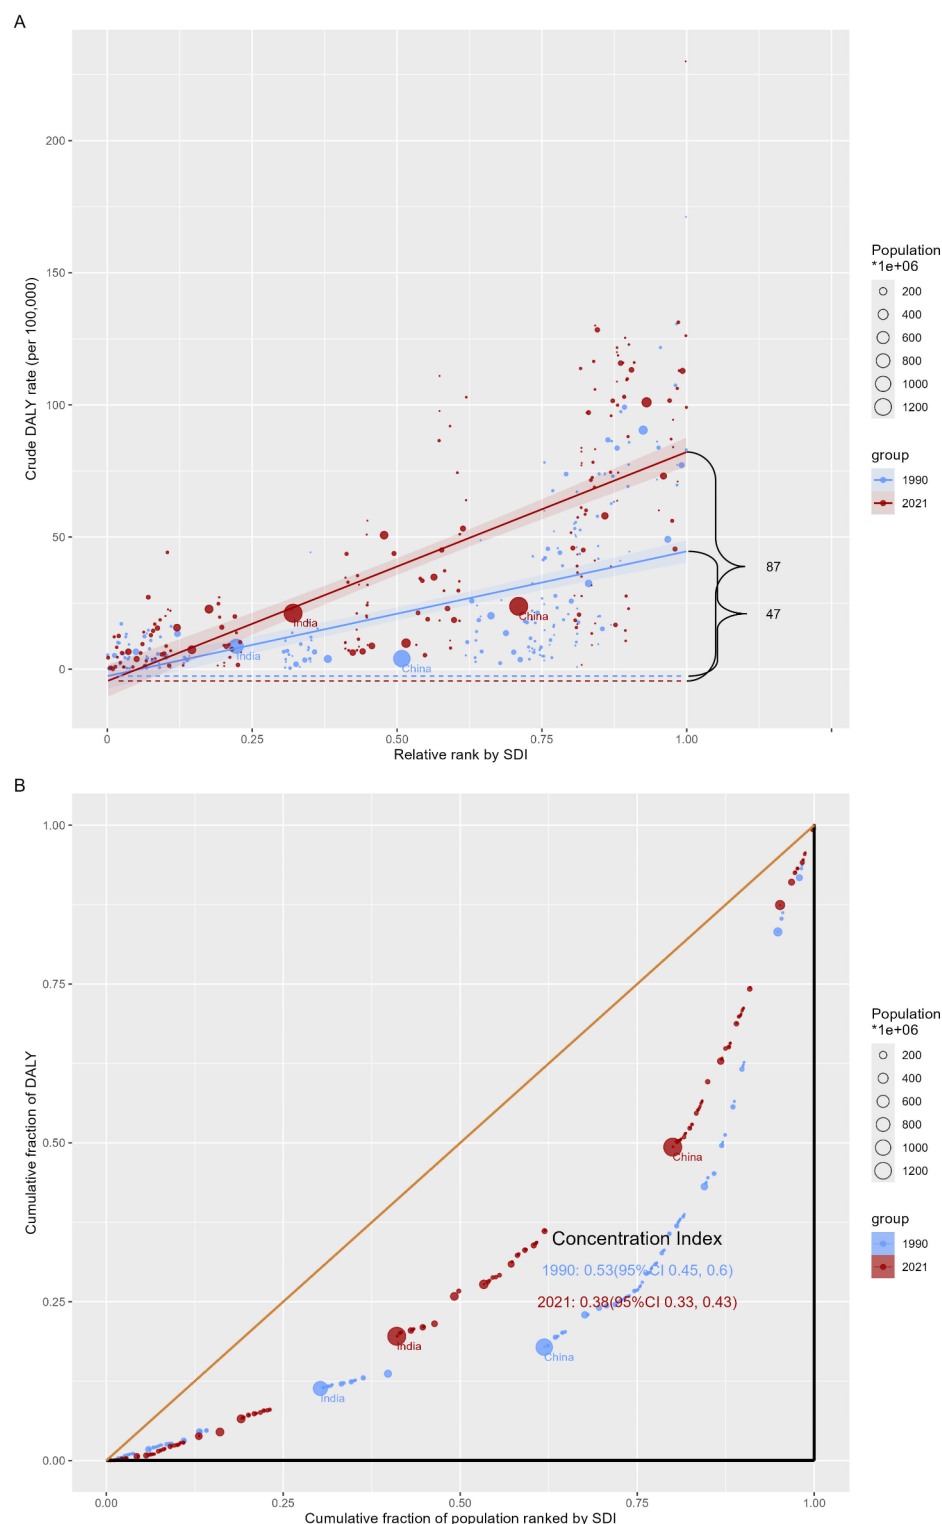 A
Crude DALY rate (per 100,000)
200
150
100
50
0
India
India
China
China
87
47
0
0.25
0.50
0.75
1.00
Relative rank by SDI
Population
*1e+06
200
400
600
800
1000
1200
group
1990
2021
B
Cumulative fraction of DALY
1.00
0.75
0.50
0.25
0.00
China
Concentration Index
1990: 0.53(95%CI 0.45, 0.6)
2021: 0.38(95%CI 0.33, 0.43)
India
China
India
0.00
0.25
0.50
0.75
1.00
Cumulative fraction of population ranked by SDI
Population
*1e+06
200
400
600
800
1000
1200
group
1990
2021